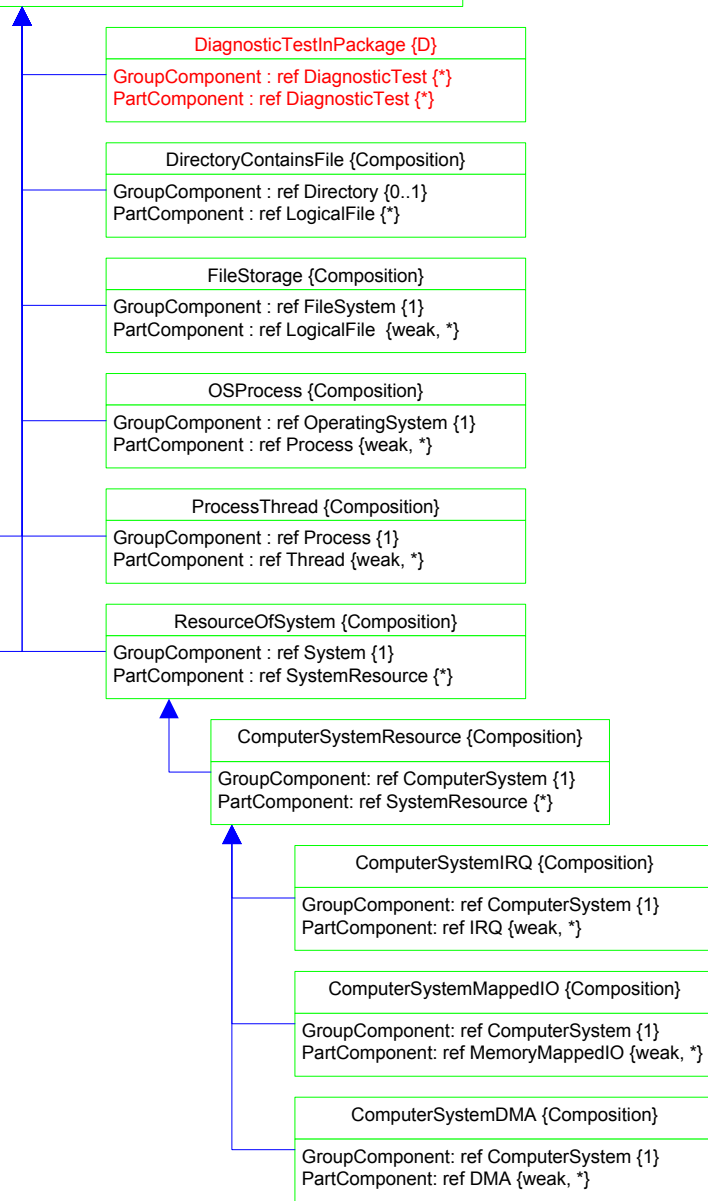 DiagnosticTestInPackage {D}
GroupComponent : ref DiagnosticTest {*}
PartComponent : ref DiagnosticTest {*}
DirectoryContainsFile {Composition}
GroupComponent : ref Directory {0..1}
PartComponent : ref LogicalFile {*}
FileStorage {Composition}
GroupComponent : ref FileSystem {1}
PartComponent : ref LogicalFile  {weak, *}
OSProcess {Composition}
GroupComponent : ref OperatingSystem {1}
PartComponent : ref Process {weak, *}
ProcessThread {Composition}
GroupComponent : ref Process {1}
PartComponent : ref Thread {weak, *}
ResourceOfSystem {Composition}
GroupComponent : ref System {1}
PartComponent : ref SystemResource {*}
ComputerSystemResource {Composition}
GroupComponent: ref ComputerSystem {1}
PartComponent: ref SystemResource {*}
ComputerSystemIRQ {Composition}
GroupComponent: ref ComputerSystem {1}
PartComponent: ref IRQ {weak, *}
ComputerSystemMappedIO {Composition}
GroupComponent: ref ComputerSystem {1}
PartComponent: ref MemoryMappedIO {weak, *}
ComputerSystemDMA {Composition}
GroupComponent: ref ComputerSystem {1}
PartComponent: ref DMA {weak, *}